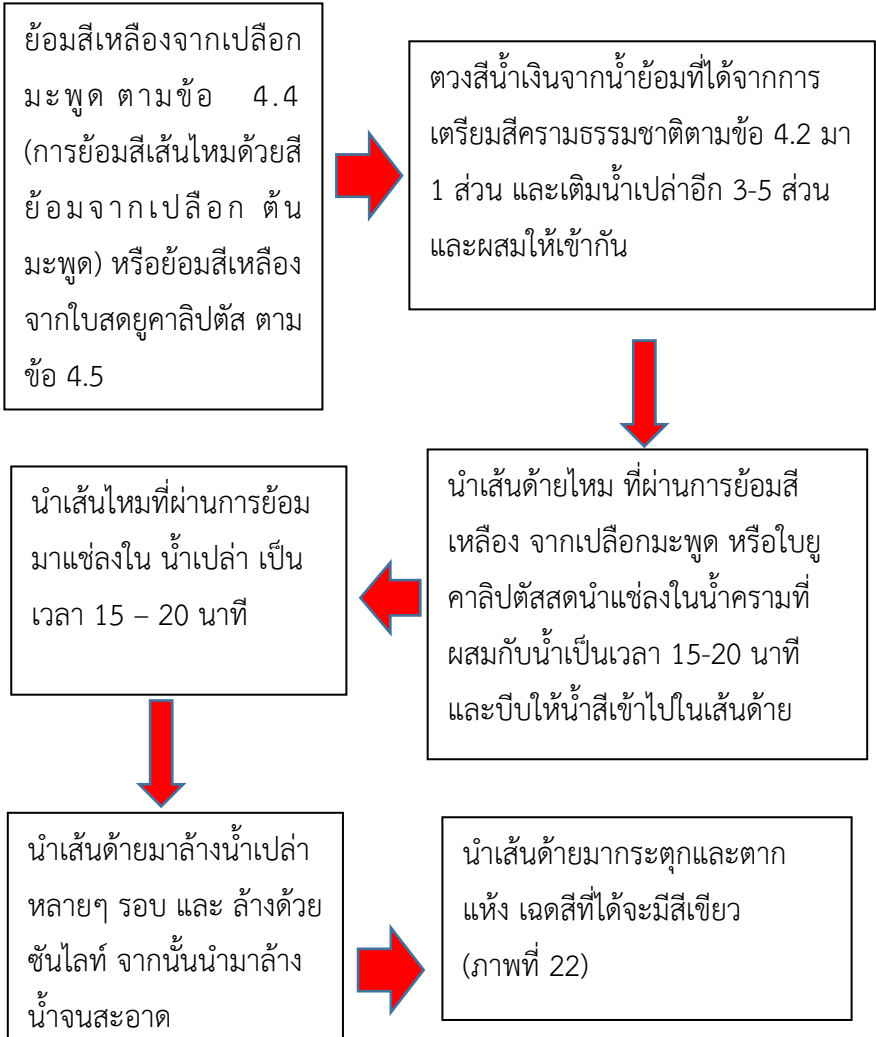 ย้อมสีเหลืองจากเปลือก
มะพูด ตามข้อ 4.4
(การย้อมสีเส้นไหมด้วยสี
ย้อมจากเปลือก ต้น
มะพูด) หรือย้อมสีเหลือง
จากใบสดยูคาลิปตัส ตาม
ข้อ 4.5
ตวงสีน้ำเงินจากน้ำย้อมที่ได้จากการ
เตรียมสีครามธรรมชาติตามข้อ 4.2 มา
1 ส่วน และเติมน้ำเปล่าอีก 3-5 ส่วน
และผสมให้เข้ากัน
นำเส้นด้ายไหม ที่ผ่านการย้อมสี
เหลือง จากเปลือกมะพูด หรือใบยู
คาลิปตัสสดนำแช่ลงในน้ำครามที่
ผสมกับน้ำเป็นเวลา 15-20 นาที
และบีบให้น้ำสีเข้าไปในเส้นด้าย
นำเส้นไหมที่ผ่านการย้อม
มาแช่ลงใน น้ำเปล่า เป็น
เวลา 15 – 20 นาที
นำเส้นด้ายมาล้างน้ำเปล่า
หลายๆ รอบ และ ล้างด้วย
ซันไลท์ จากนั้นนำมาล้าง
น้ำจนสะอาด
นำเส้นด้ายมากระตุกและตาก
แห้ง เฉดสีที่ได้จะมีสีเขียว
(ภาพที่ 22)